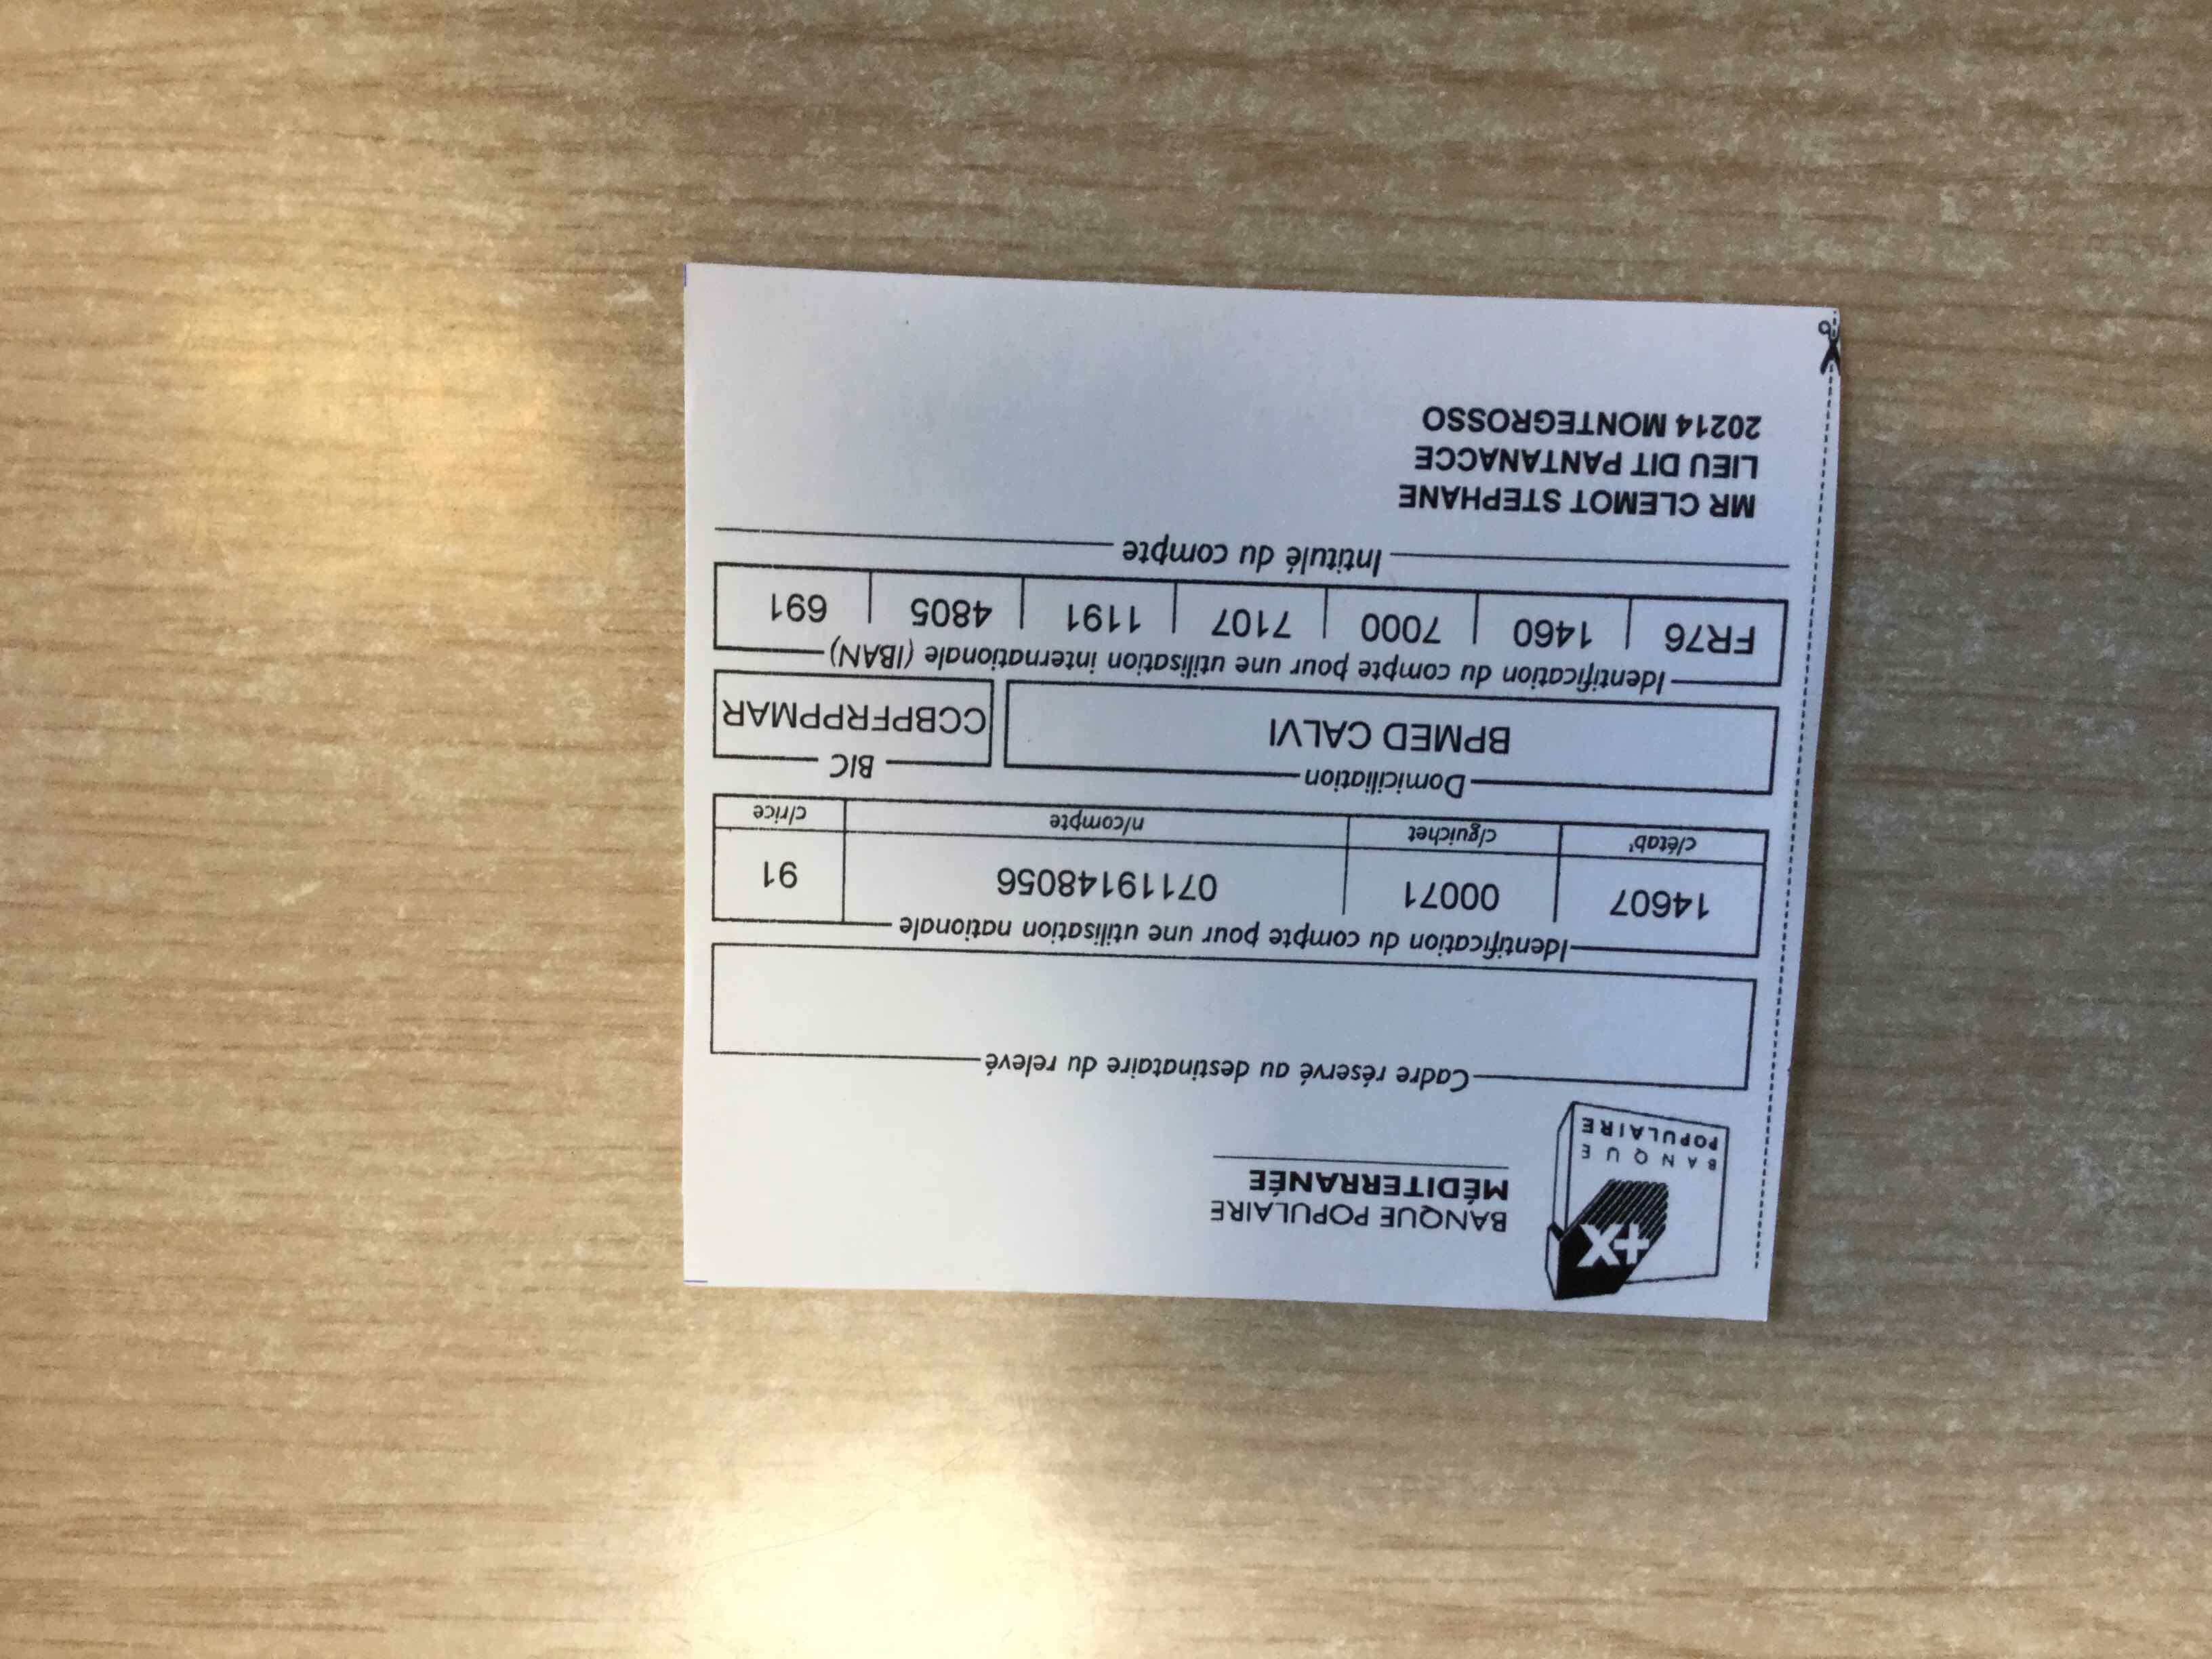 +X
BANQUE
POPULAIRE
BANQUE POPULAIRE
MÉDITERRANÉE
Cadre réservé au destinataire du relevé
Identification du compte pour une utilisation nationale
14607 00071 07119148056 91
c/étabt c/guichet n/compte c/rice
Domiciliation BIC
BPMED CALVI CCBPFRPPMAR
Identification du compte pour une utilisation internationale (IBAN)
FR76 1460 7000 7107 1191 4805 691
Intitulé du compte
MR CLEMOT STEPHANE
LIEU DIT PANTANACCE
20214 MONTEGROSSO